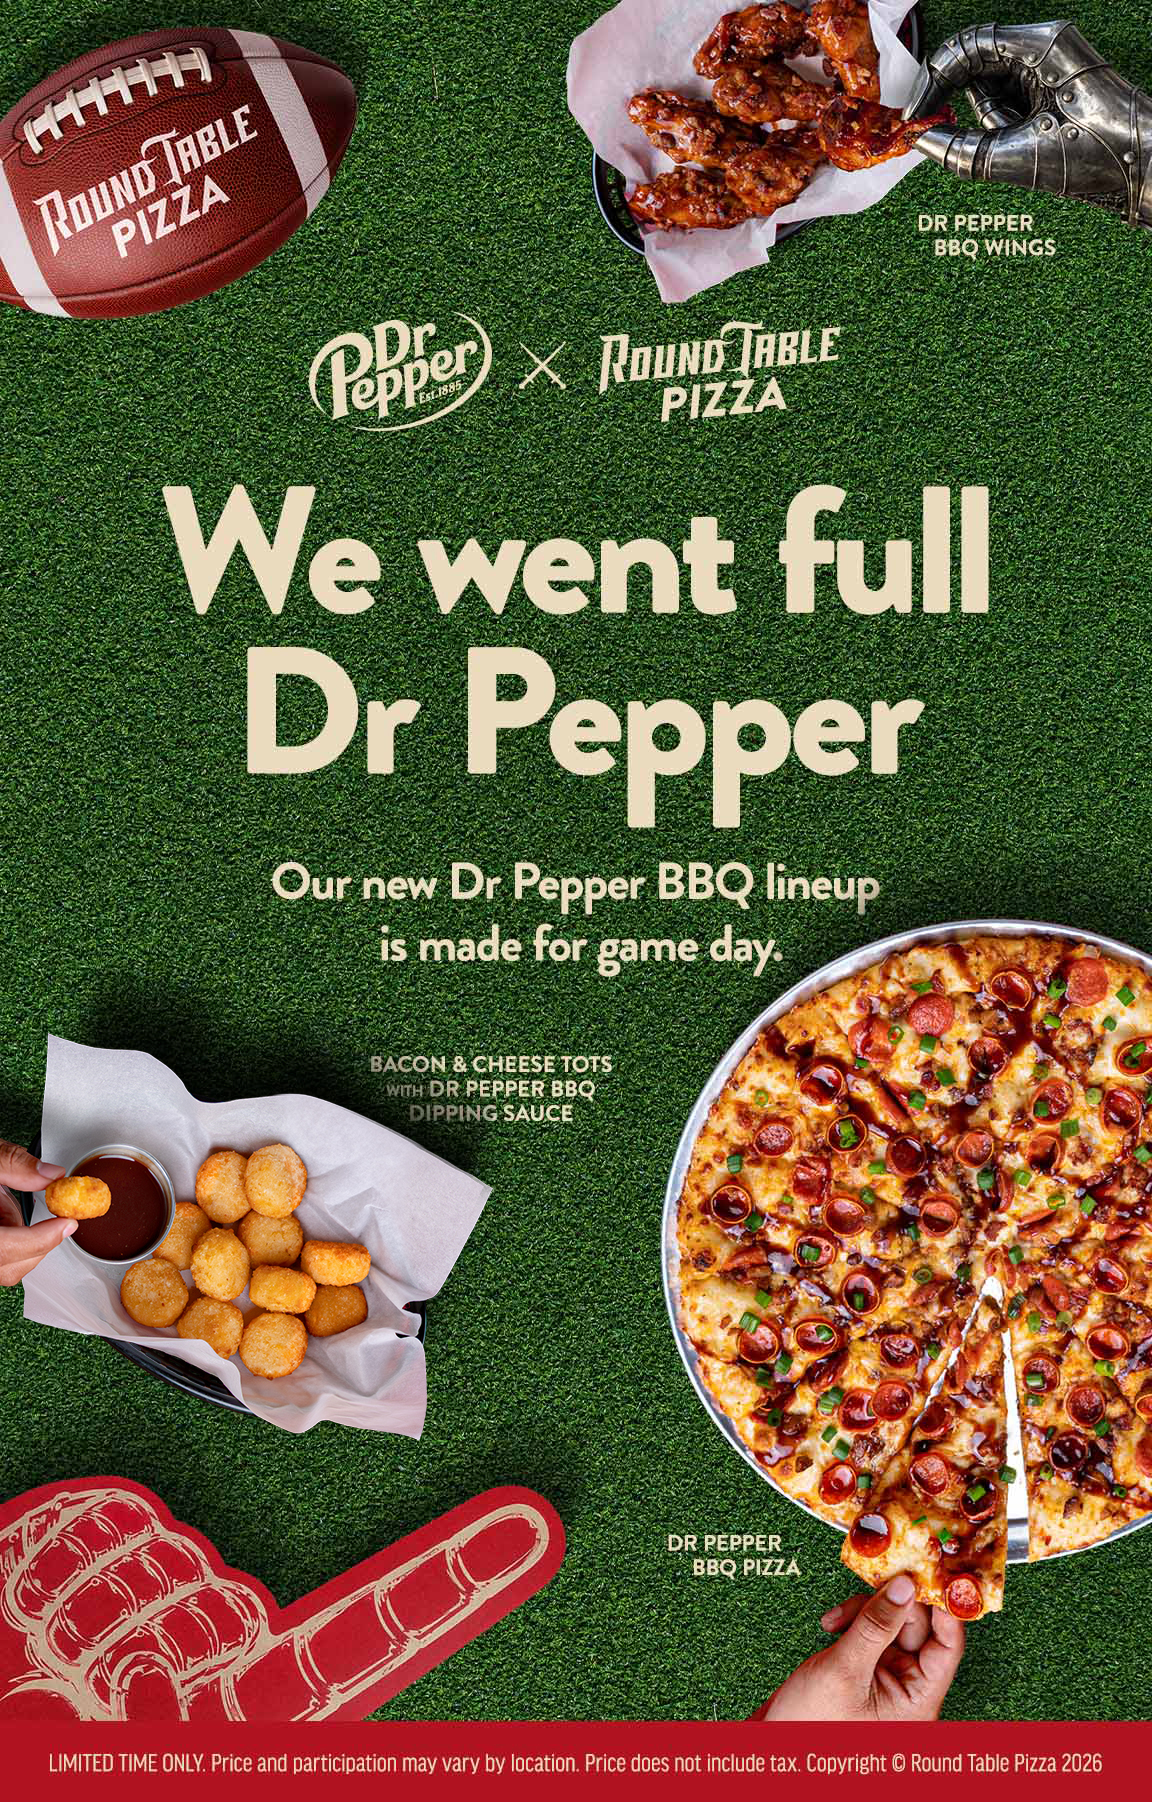 ROUND TABLE
PIZZA
DR PEPPER
BBQ WINGS
Dr
Pepper
Est. 1885
ROUND TABLE
PIZZA
We went full
Dr Pepper
Our new Dr Pepper BBQ lineup
is made for game day.
BACON & CHEESE TOTS
WITH DR PEPPER BBQ
DIPPING SAUCE
DR PEPPER
BBQ PIZZA
LIMITED TIME ONLY. Price and participation may vary by location. Price does not include tax. Copyright © Round Table Pizza 2026